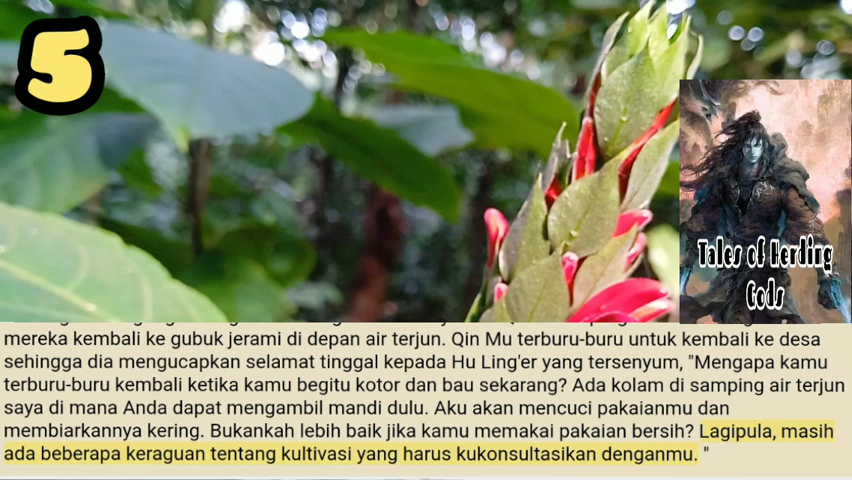 5
Tales of Herding
Gods
mereka kembali ke gubuk jerami di depan air terjun. Qin Mu terburu-buru untuk kembali ke desa
sehingga dia mengucapkan selamat tinggal kepada Hu Ling'er yang tersenyum, "Mengapa kamu
terburu-buru kembali ketika kamu begitu kotor dan bau sekarang? Ada kolam di samping air terjun
saya di mana Anda dapat mengambil mandi dulu. Aku akan mencuci pakaianmu dan
membiarkannya kering. Bukankah lebih baik jika kamu memakai pakaian bersih? Lagipula, masih
ada beberapa keraguan tentang kultivasi yang harus kukonsultasikan denganmu. "